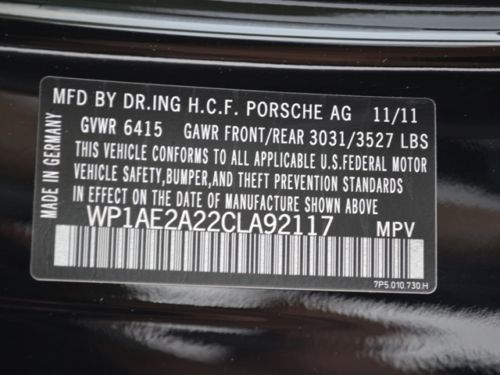 MFD BY DR.ING H.C.F. PORSCHE AG 11/11
GVWR 6415 GAWR FRONT/REAR 3031/3527 LBS
THIS VEHICLE CONFORMS TO ALL APPLICABLE U.S.FEDERAL MOTOR
VEHICLE SAFETY,BUMPER,AND THEFT PREVENTION STANDARDS
IN EFFECT ON THE DATE OF MANUFACTURE SHOWN ABOVE.
WP1AE2A22CLA92117 MPV
7P5.010.730.H
MADE IN GERMANY